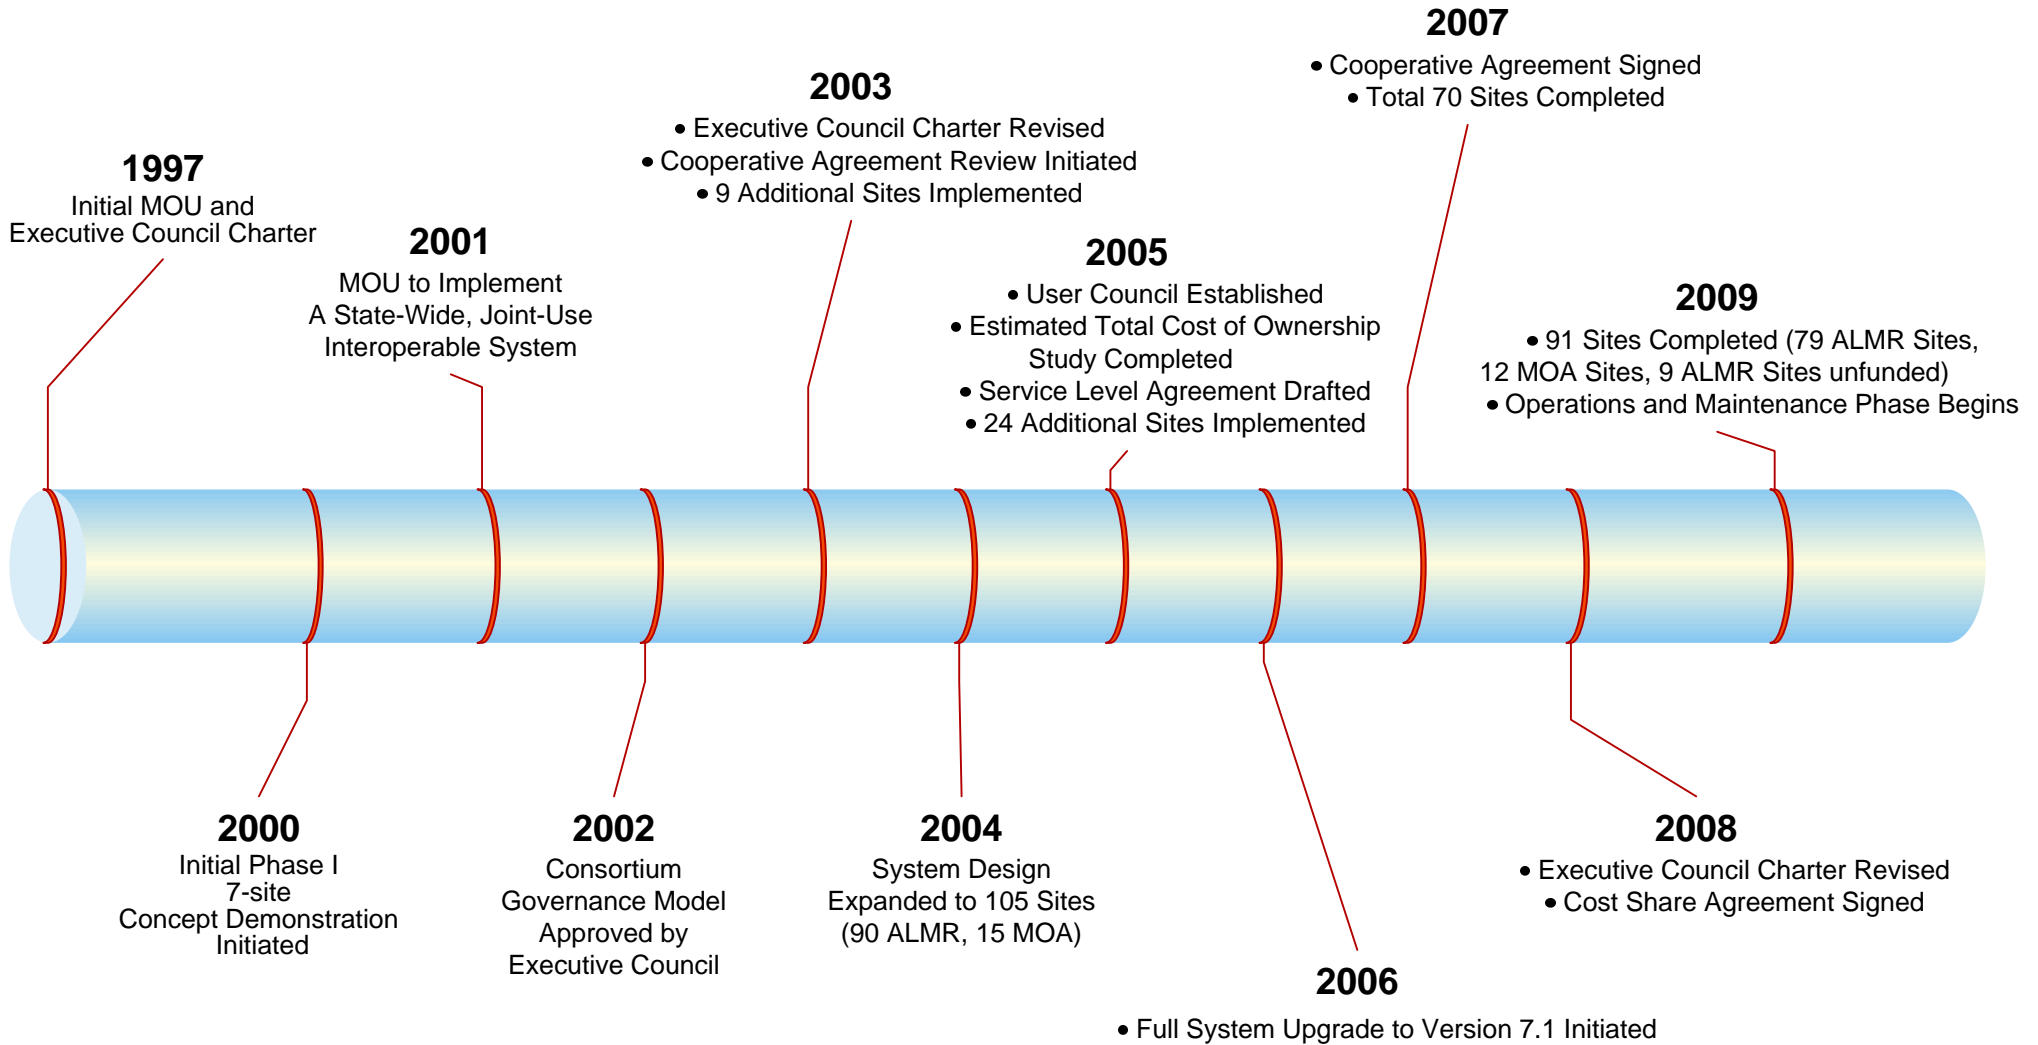 1997
Initial MOU and
Executive Council Charter
2000
Initial Phase I
7-site
Concept Demonstration
Initiated
2001
MOU to Implement
A State-Wide, Joint-Use
Interoperable System
2002
Consortium
Governance Model
Approved by
Executive Council
2003
• Executive Council Charter Revised
• Cooperative Agreement Review Initiated
• 9 Additional Sites Implemented
2004
System Design
Expanded to 105 Sites
(90 ALMR, 15 MOA)
2005
• User Council Established
• Estimated Total Cost of Ownership
Study Completed
• Service Level Agreement Drafted
• 24 Additional Sites Implemented
2006
• Full System Upgrade to Version 7.1 Initiated
2007
• Cooperative Agreement Signed
• Total 70 Sites Completed
2008
• Executive Council Charter Revised
• Cost Share Agreement Signed
2009
• 91 Sites Completed (79 ALMR Sites,
12 MOA Sites, 9 ALMR Sites unfunded)
• Operations and Maintenance Phase Begins